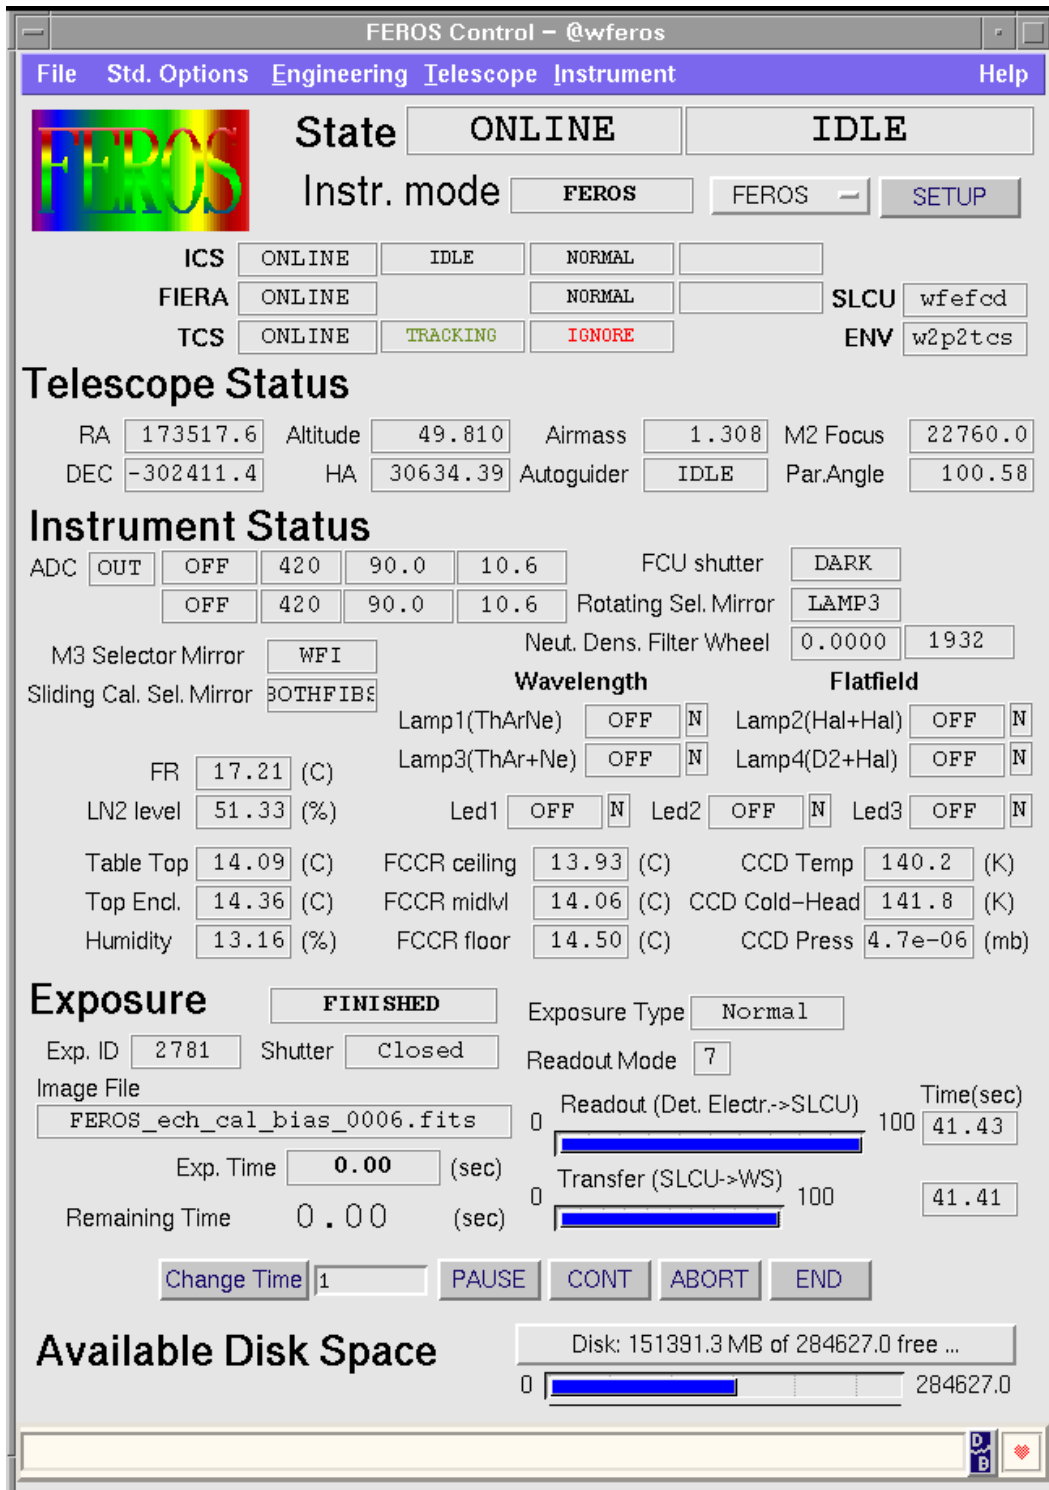 FEROS Control – @wferos
File Std. Options Engineering Telescope Instrument Help
FEROS
State ONLINE IDLE
Instr. mode FEROS FEROS SETUP
ICS ONLINE IDLE NORMAL
FIERA ONLINE NORMAL SLCU wfefcd
TCS ONLINE TRACKING IGNORE ENV w2p2tcs
Telescope Status
RA 173517.6 Altitude 49.810 Airmass 1.308 M2 Focus 22760.0
DEC -302411.4 HA 30634.39 Autoguider IDLE Par.Angle 100.58
Instrument Status
ADC OUT OFF 420 90.0 10.6 FCU shutter DARK
OFF 420 90.0 10.6 Rotating Sel. Mirror LAMP3
Neut. Dens. Filter Wheel 0.0000 1932
M3 Selector Mirror WFI
Sliding Cal. Sel. Mirror BOTHFIBS
Wavelength Flatfield
Lamp1(ThArNe) OFF N Lamp2(Hal+Hal) OFF N
Lamp3(ThAr+Ne) OFF N Lamp4(D2+Hal) OFF N
FR 17.21 (C)
LN2 level 51.33 (%) Led1 OFF N Led2 OFF N Led3 OFF N
Table Top 14.09 (C) FCCR ceiling 13.93 (C) CCD Temp 140.2 (K)
Top Encl. 14.36 (C) FCCR midlvl 14.06 (C) CCD Cold–Head 141.8 (K)
Humidity 13.16 (%) FCCR floor 14.50 (C) CCD Press 4.7e-06 (mb)
Exposure FINISHED Exposure Type Normal
Exp. ID 2781 Shutter Closed Readout Mode 7
Image File
FEROS_ech_cal_bias_0006.fits
Readout (Det. Electr.->SLCU) Time(sec)
0 100 41.43
Exp. Time 0.00 (sec)
Transfer (SLCU->WS)
0 100 41.41
Remaining Time 0.00 (sec)
Change Time 1 PAUSE CONT ABORT END
Available Disk Space Disk: 151391.3 MB of 284627.0 free ...
0 284627.0
D B